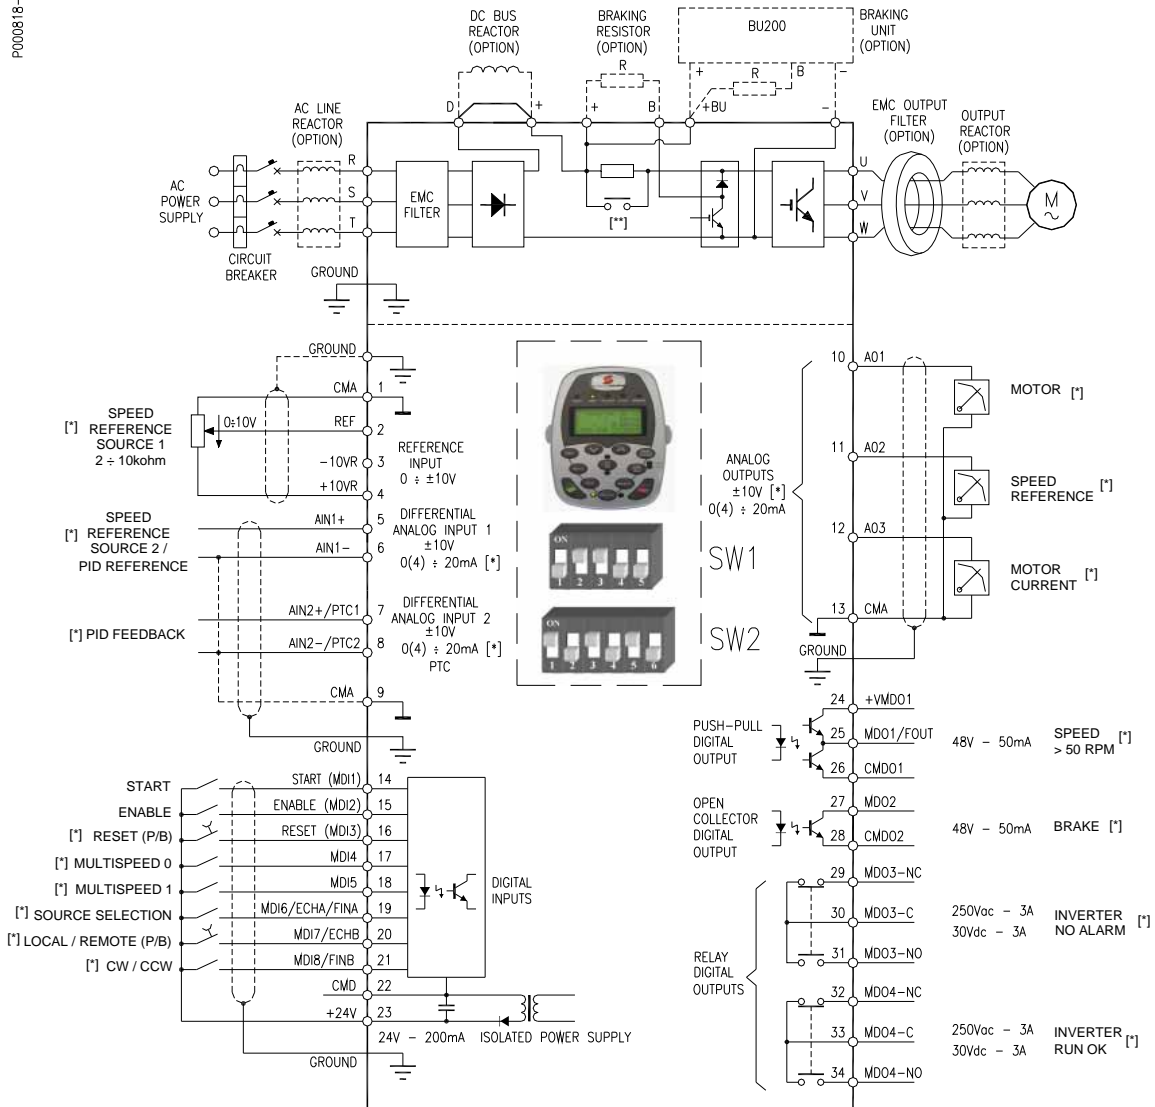 P000818-
DC BUS
REACTOR
(OPTION)
BRAKING
RESISTOR
(OPTION)
BU200
BRAKING
UNIT
(OPTION)
R
+
R
B
−
D
+
+
B
+BU
−
AC LINE
REACTOR
(OPTION)
EMC OUTPUT
FILTER
(OPTION)
OUTPUT
REACTOR
(OPTION)
AC
POWER
SUPPLY
R
S
T
EMC
FILTER
[**]
U
V
W
M
~
CIRCUIT
BREAKER
GROUND
GROUND
CMA 1
[*] SPEED
REFERENCE
SOURCE 1
2 ÷ 10kohm
0÷10V
REF 2
−10VR 3
+10VR 4
REFERENCE
INPUT
0 ÷ ±10V
[*] SPEED
REFERENCE
SOURCE 2 /
PID REFERENCE
AIN1+ 5
AIN1− 6
DIFFERENTIAL
ANALOG INPUT 1
±10V
0(4) ÷ 20mA [*]
[*] PID FEEDBACK
AIN2+/PTC1 7
AIN2−/PTC2 8
DIFFERENTIAL
ANALOG INPUT 2
±10V
0(4) ÷ 20mA [*]
PTC
CMA 9
GROUND
ON
1 2 3 4 5
SW1
ON
1 2 3 4 5 6
SW2
ANALOG
OUTPUTS
±10V [*]
0(4) ÷ 20mA
10 AO1
MOTOR [*]
11 AO2
SPEED
REFERENCE [*]
12 AO3
MOTOR
CURRENT [*]
13 CMA
GROUND
PUSH−PULL
DIGITAL
OUTPUT
24 +VMDO1
25 MDO1/FOUT
26 CMDO1
48V − 50mA
SPEED
> 50 RPM [*]
OPEN
COLLECTOR
DIGITAL
OUTPUT
27 MDO2
28 CMDO2
48V − 50mA
BRAKE [*]
RELAY
DIGITAL
OUTPUTS
29 MDO3−NC
30 MDO3−C
31 MDO3−NO
250Vac − 3A
30Vdc − 3A
INVERTER
NO ALARM [*]
32 MDO4−NC
33 MDO4−C
34 MDO4−NO
250Vac − 3A
30Vdc − 3A
INVERTER
RUN OK [*]
START START (MDI1) 14
ENABLE ENABLE (MDI2) 15
[*] RESET (P/B) RESET (MDI3) 16
[*] MULTISPEED 0 MDI4 17
[*] MULTISPEED 1 MDI5 18
[*] SOURCE SELECTION MDI6/ECHA/FINA 19
[*] LOCAL / REMOTE (P/B) MDI7/ECHB 20
[*] CW / CCW MDI8/FINB 21
CMD 22
+24V 23
DIGITAL
INPUTS
24V − 200mA ISOLATED POWER SUPPLY
GROUND